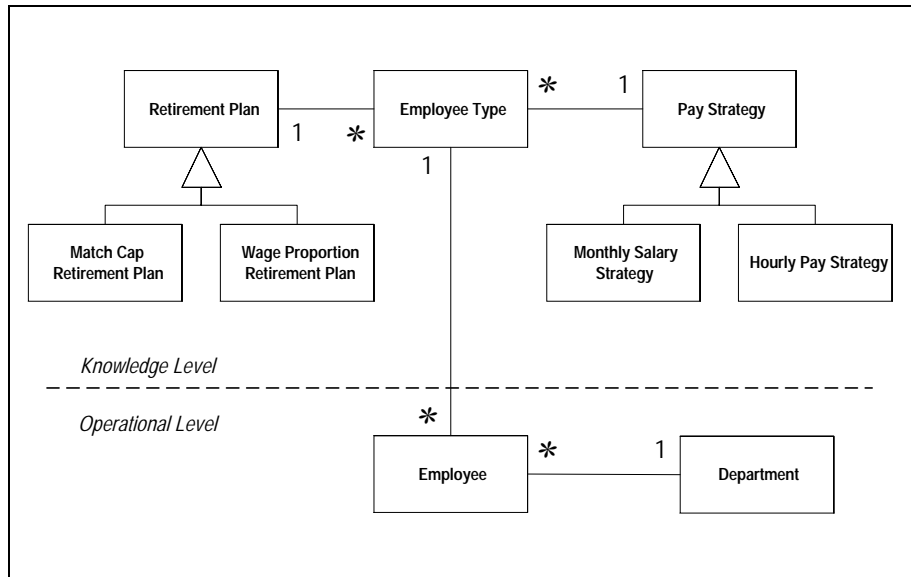 Retirement Plan
1
*
Employee Type
1
*
1
Pay Strategy
Match Cap
Retirement Plan
Wage Proportion
Retirement Plan
Monthly Salary
Strategy
Hourly Pay Strategy
Knowledge Level
Operational Level
*
Employee
*
1
Department